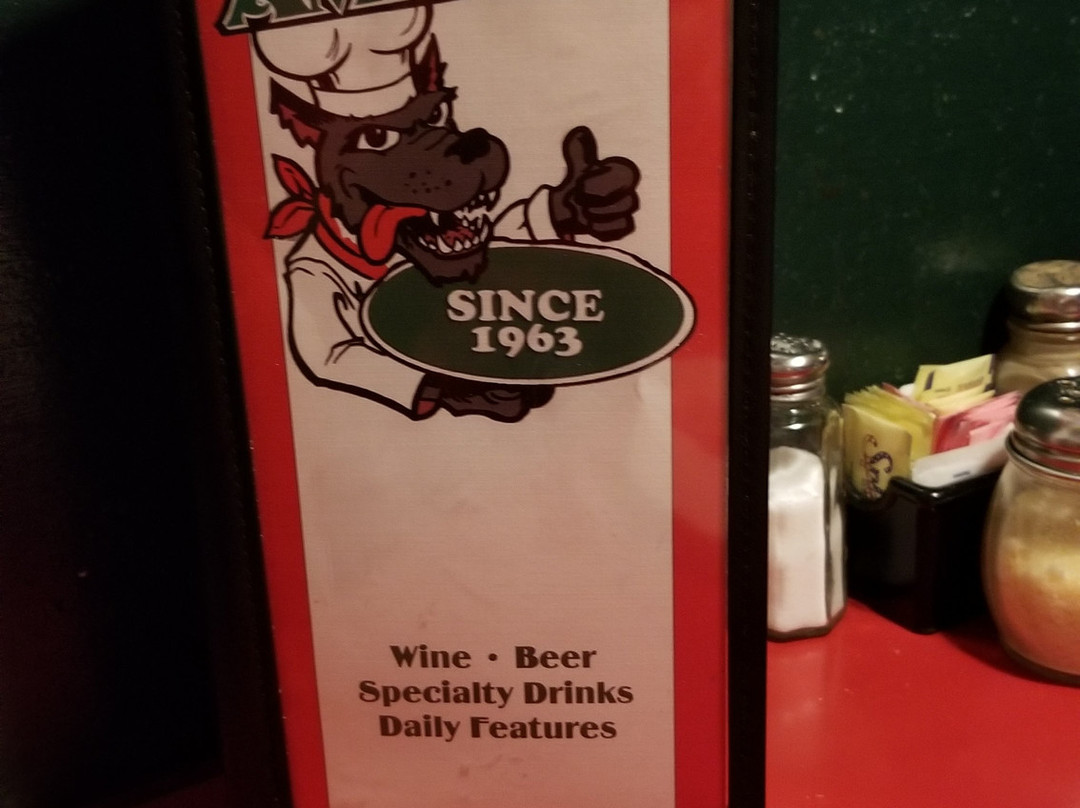 SINCE
1963
Wine • Beer
Specialty Drinks
Daily Features